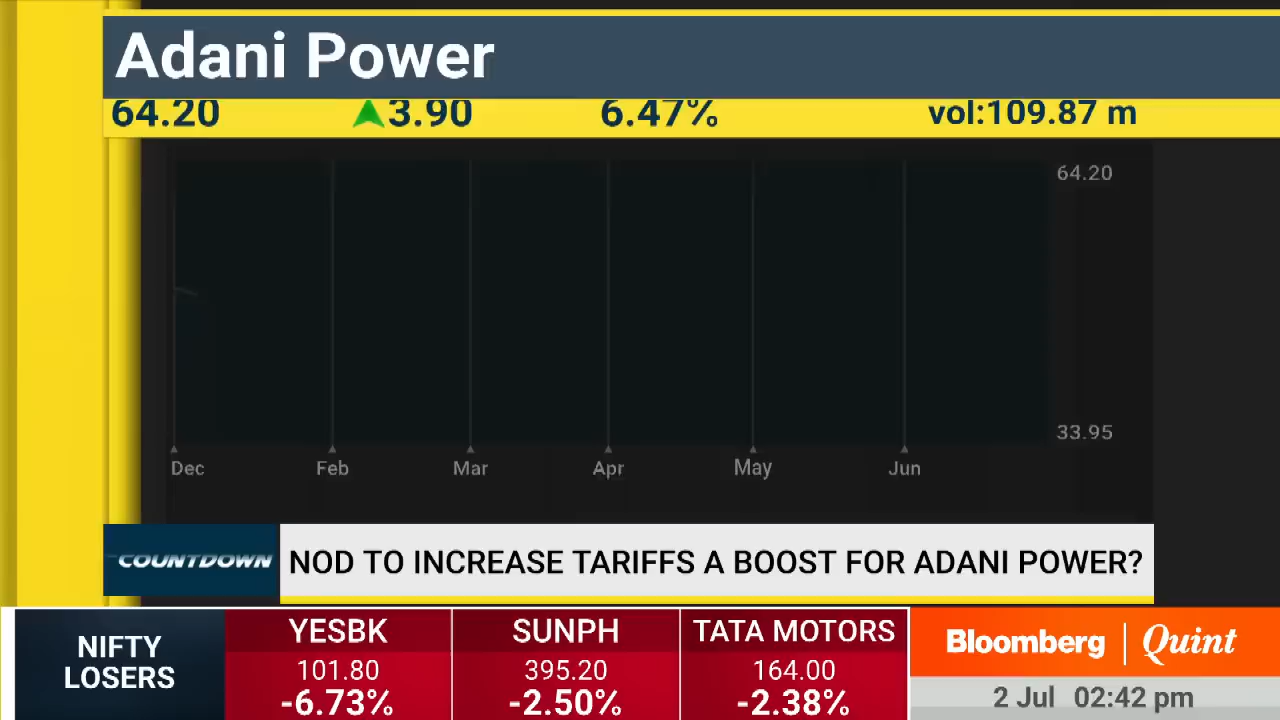 Adani Power
64.20 ▲3.90 6.47% vol:109.87 m
64.20
33.95
Dec Feb Mar Apr May Jun
COUNTDOWN
NOD TO INCREASE TARIFFS A BOOST FOR ADANI POWER?
NIFTY
LOSERS
YESBK
101.80
-6.73%
SUNPH
395.20
-2.50%
TATA MOTORS
164.00
-2.38%
Bloomberg | Quint
2 Jul 02:42 pm